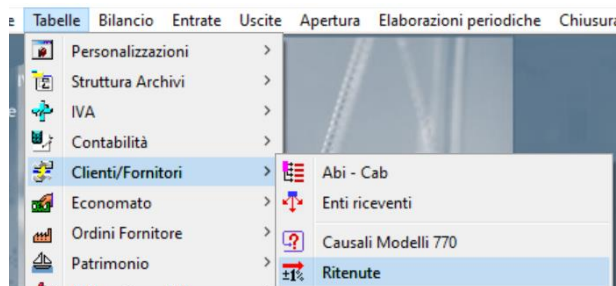 e Tabelle Bilancio Entrate Uscite Apertura Elaborazioni periodiche Chiusura
Personalizzazioni >
Struttura Archivi >
IVA >
Contabilità >
Clienti/Fornitori > Abi - Cab
Economato > Enti riceventi
Ordini Fornitore > Causali Modelli 770
Patrimonio > ±1% Ritenute